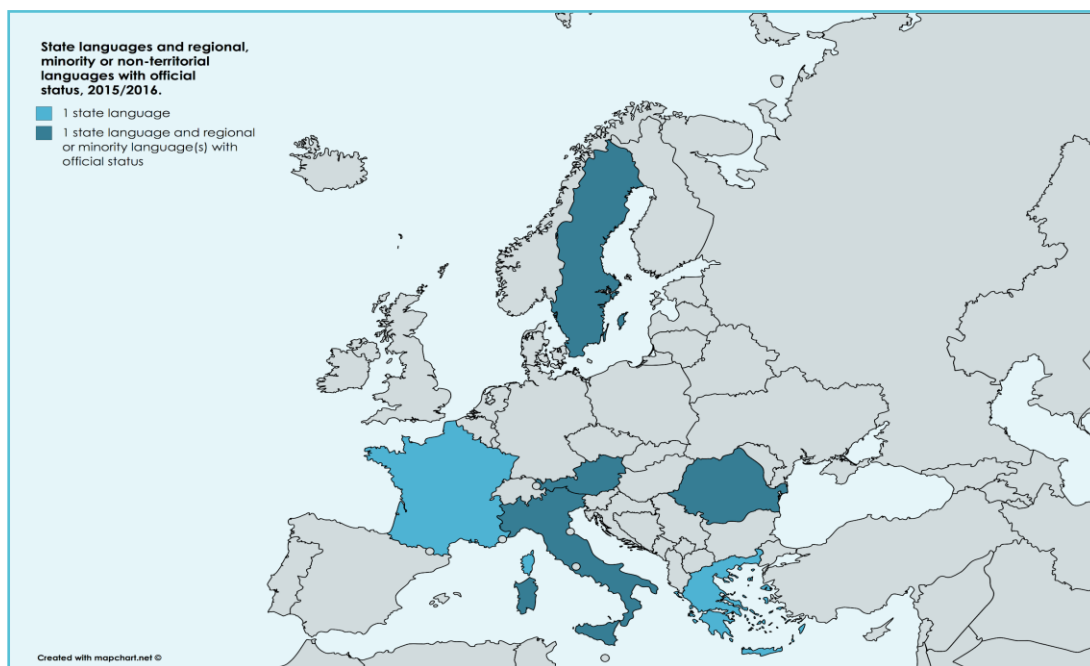 State languages and regional,
minority or non-territorial
languages with official
status, 2015/2016.
1 state language
1 state language and regional
or minority language(s) with
official status
Created with mapchart.net ©